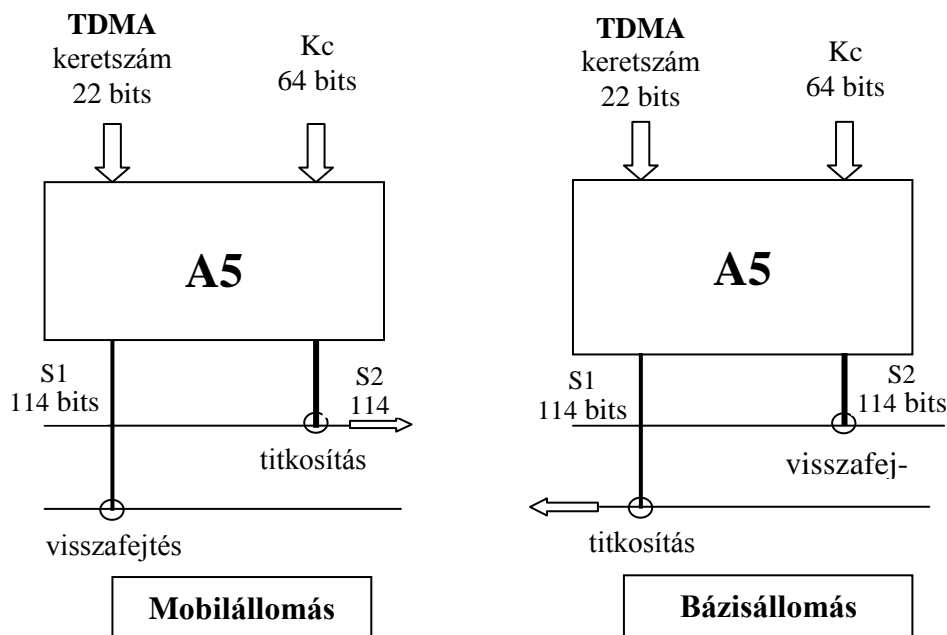 TDMA
keretszám
22 bits
Kc
64 bits
A5
S1
114 bits
S2
114
titkosítás
visszafejtés
Mobilállomás
TDMA
keretszám
22 bits
Kc
64 bits
A5
S1
114 bits
S2
114 bits
visszafej-
titkosítás
Bázisállomás